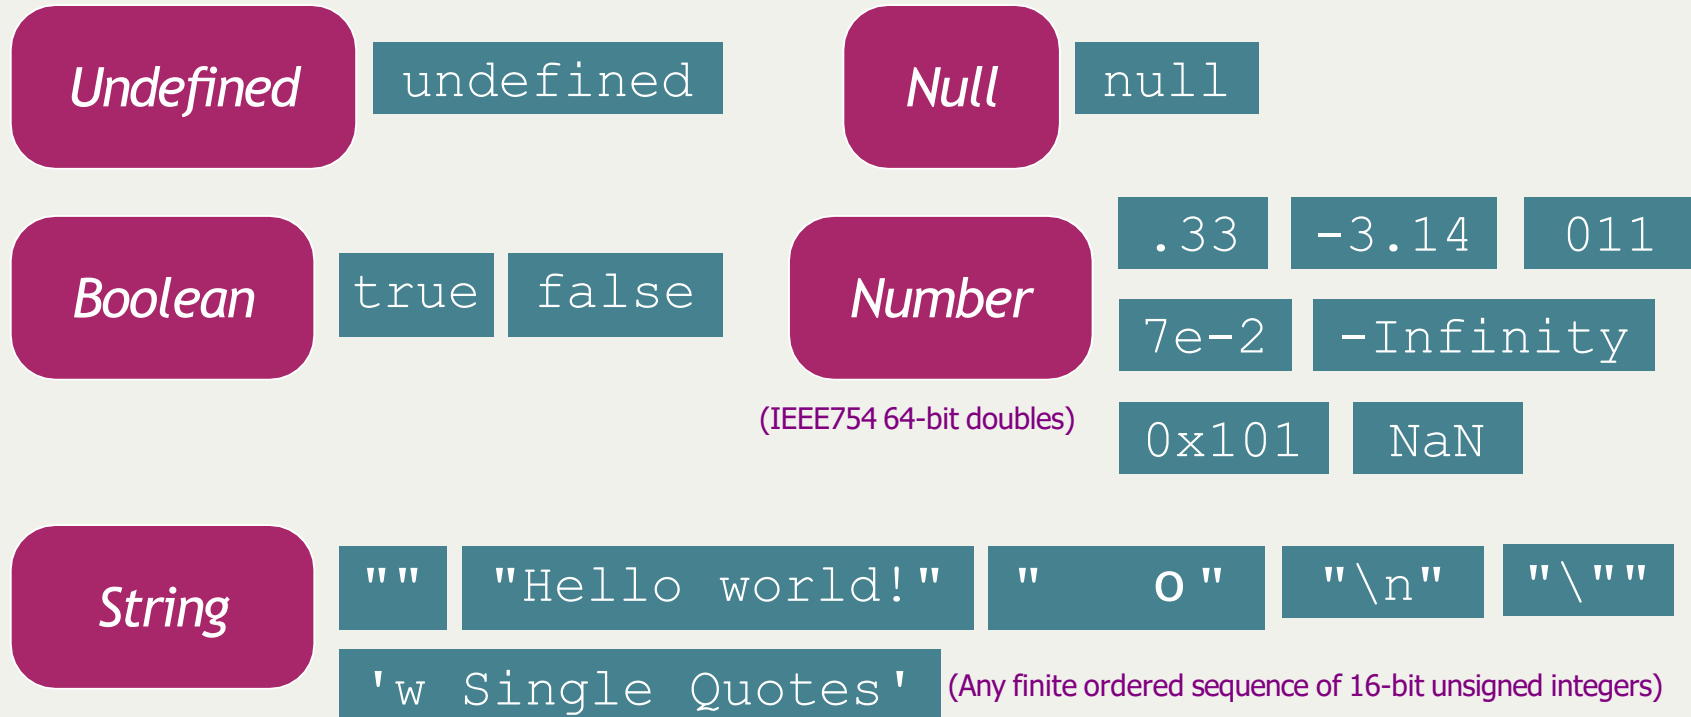 Undefined undefined
Null null
Boolean true false
Number .33 -3.14 011
7e-2 -Infinity
(IEEE754 64-bit doubles)
0x101 NaN
String "" "Hello world!" "   o" "\n" "\""
'w Single Quotes' (Any finite ordered sequence of 16-bit unsigned integers)